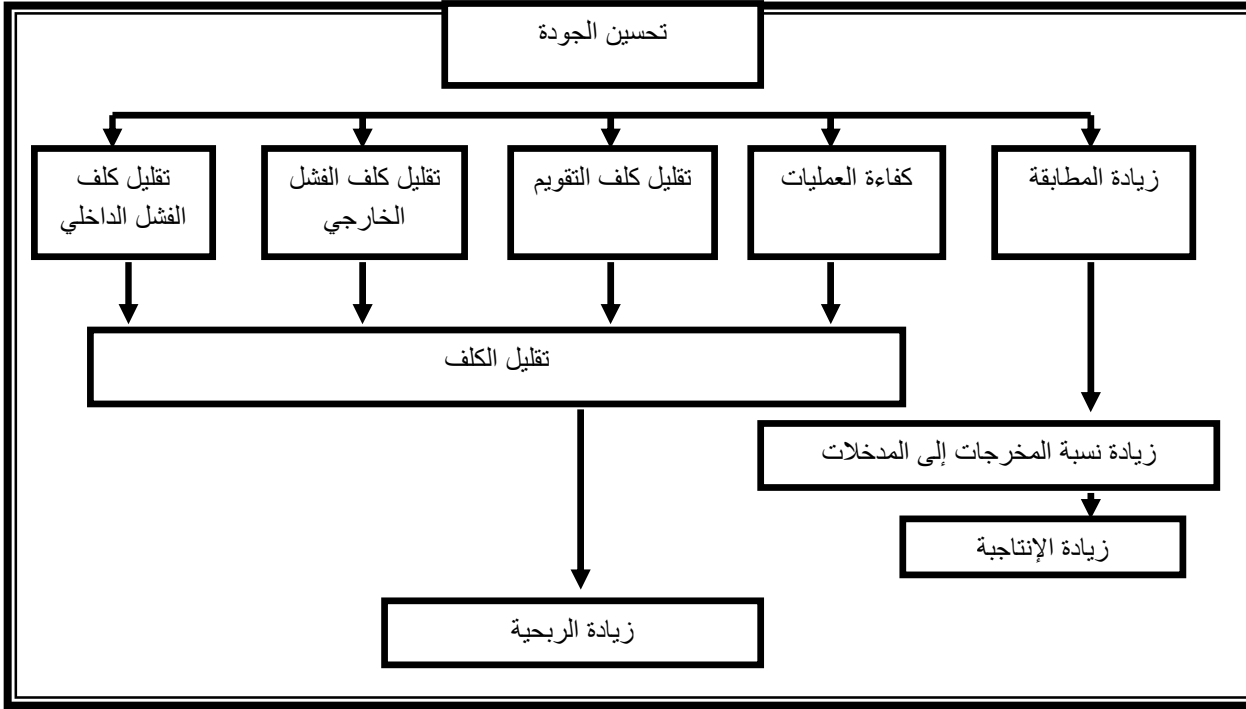 تحسين الجودة
زيادة المطابقة
كفاءة العمليات
تقليل كلف التقويم
تقليل كلف الفشل
الخارجي
تقليل كلف
الفشل الداخلي
تقليل الكلف
زيادة نسبة المخرجات إلى المدخلات
زيادة الإنتاجبة
زيادة الربحية